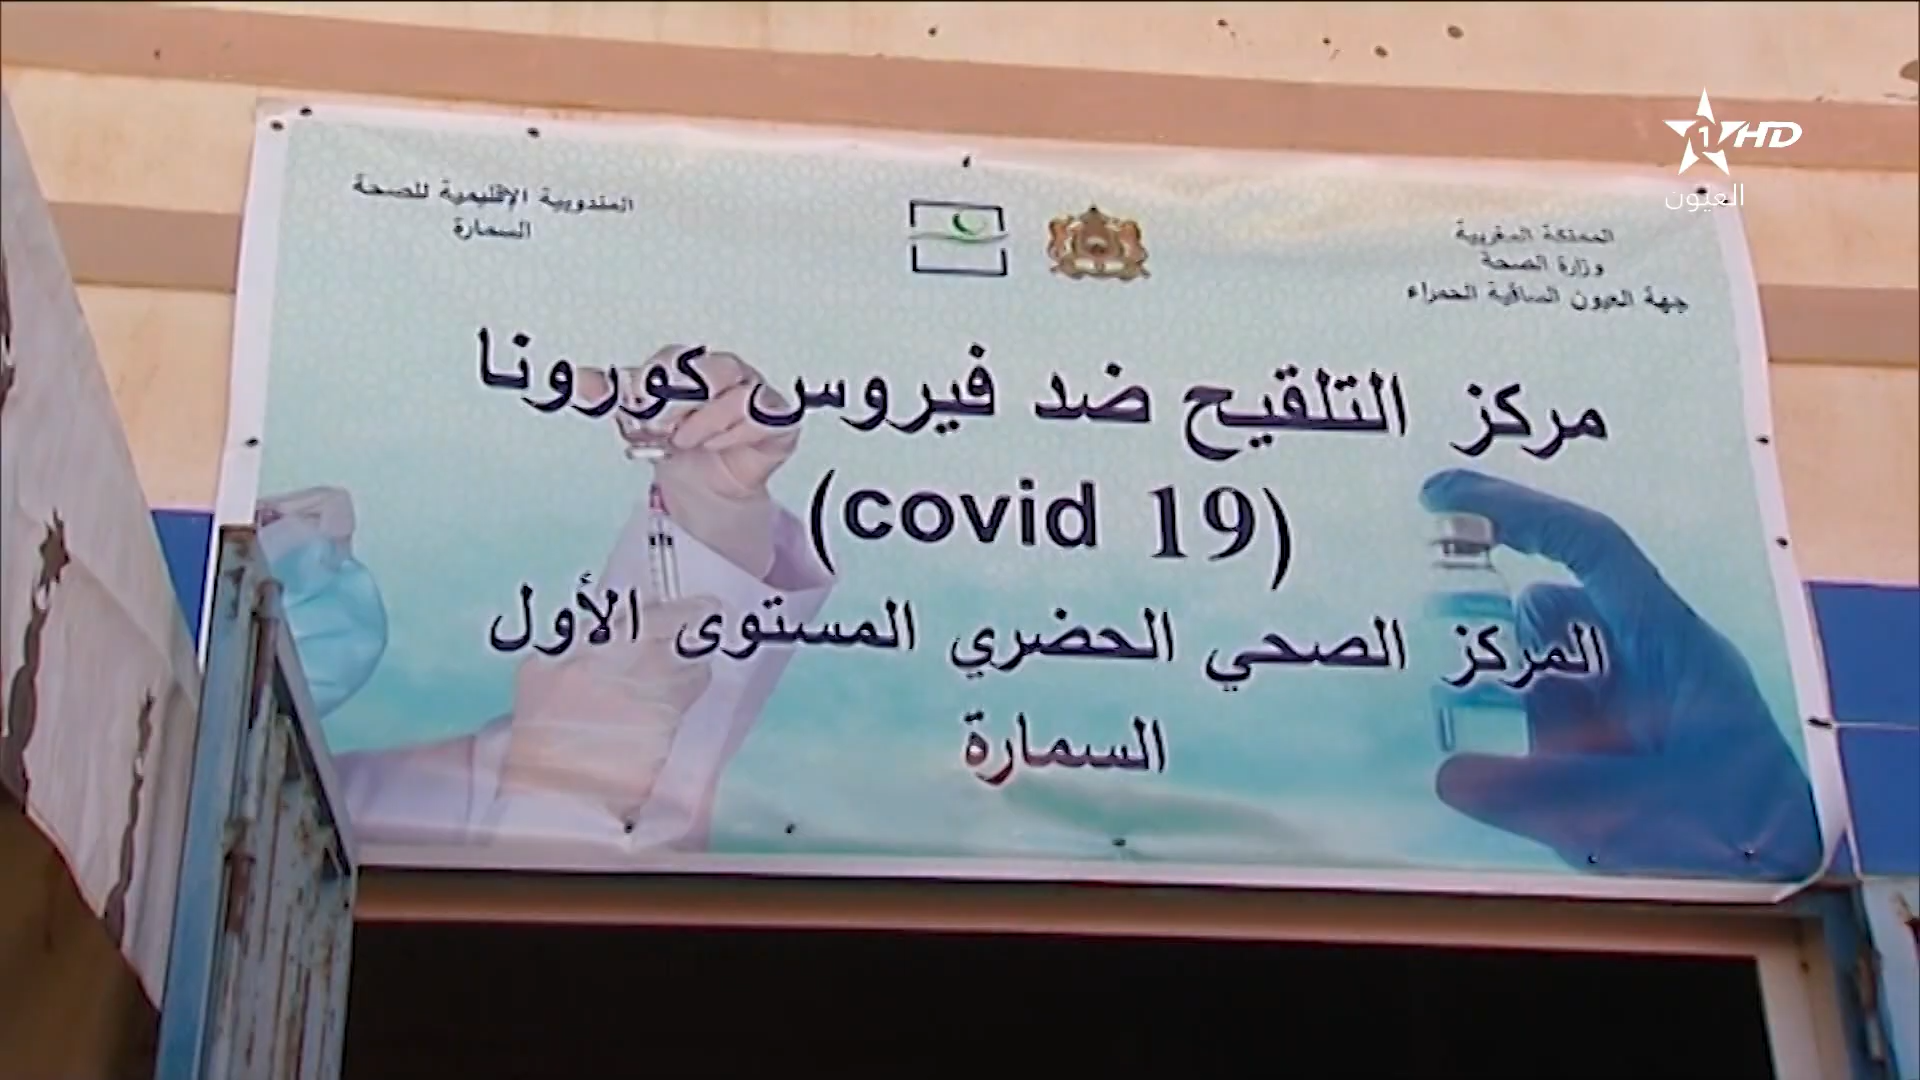 المملكة المغربية
وزارة الصحة
جهة العيون الساقية الحمراء
المندوبية الإقليمية للصحة
السمارة
مركز التلقيح ضد فيروس كورونا
(covid 19)
المركز الصحي الحضري المستوى الأول
السمارة
1 HD
العيون